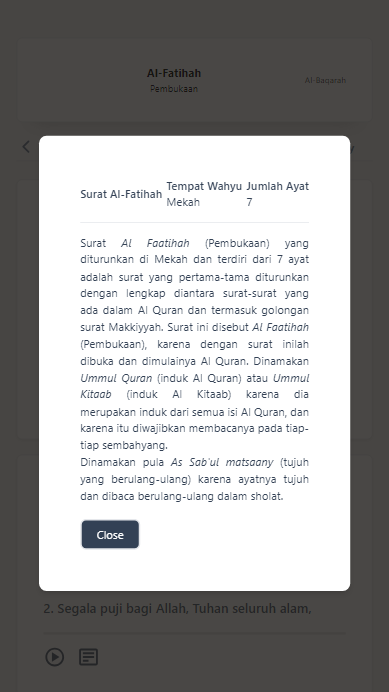 Al-Fatihah
Pembukaan
Al-Baqarah
Surat Al-Fatihah
Tempat Wahyu
Mekah
Jumlah Ayat
7
Surat Al Faatihah (Pembukaan) yang
diturunkan di Mekah dan terdiri dari 7 ayat
adalah surat yang pertama-tama diturunkan
dengan lengkap diantara surat-surat yang
ada dalam Al Quran dan termasuk golongan
surat Makkiyyah. Surat ini disebut Al Faatihah
(Pembukaan), karena dengan surat inilah
dibuka dan dimulainya Al Quran. Dinamakan
Ummul Quran (induk Al Quran) atau Ummul
Kitaab (induk Al Kitaab) karena dia
merupakan induk dari semua isi Al Quran, dan
karena itu diwajibkan membacanya pada tiap-
tiap sembahyang.
Dinamakan pula As Sab'ul matsaany (tujuh
yang berulang-ulang) karena ayatnya tujuh
dan dibaca berulang-ulang dalam sholat.
Close
2. Segala puji bagi Allah, Tuhan seluruh alam,